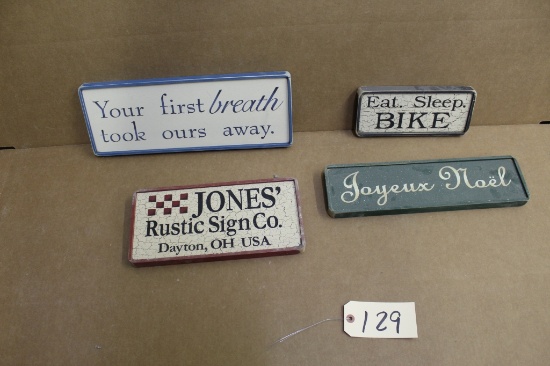 Your first breath
took ours away.
Eat. Sleep.
BIKE
JONES'
Rustic Sign Co.
Dayton, OH USA
Joyeux Noël
129